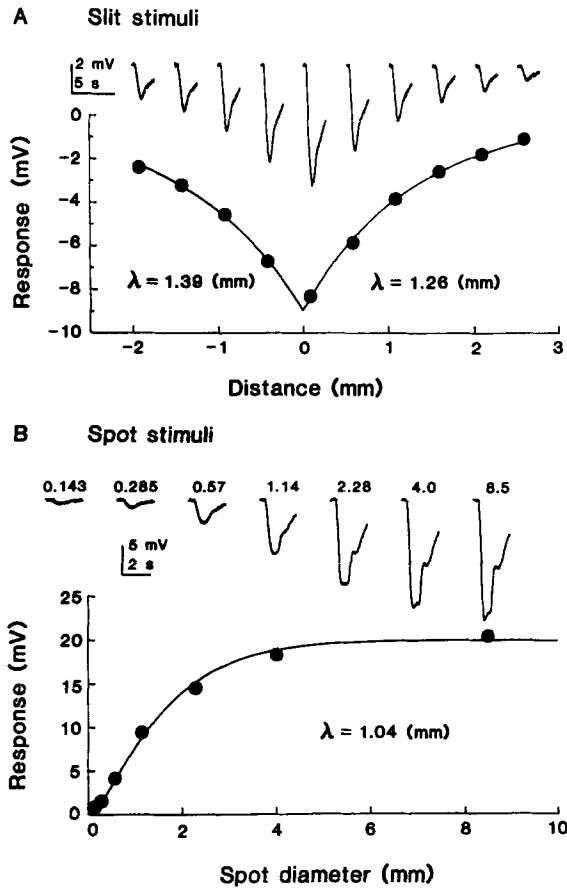 A Slit stimuli
2 mV
5 s
0
-2
-4
-6
-8
-10
Response (mV)
λ = 1.39 (mm)
λ = 1.26 (mm)
-2 -1 0 1 2 3
Distance (mm)
B Spot stimuli
0.143 0.285 0.57 1.14 2.28 4.0 8.5
5 mV
2 s
25
20
15
10
5
0
Response (mV)
λ = 1.04 (mm)
0 2 4 6 8 10
Spot diameter (mm)